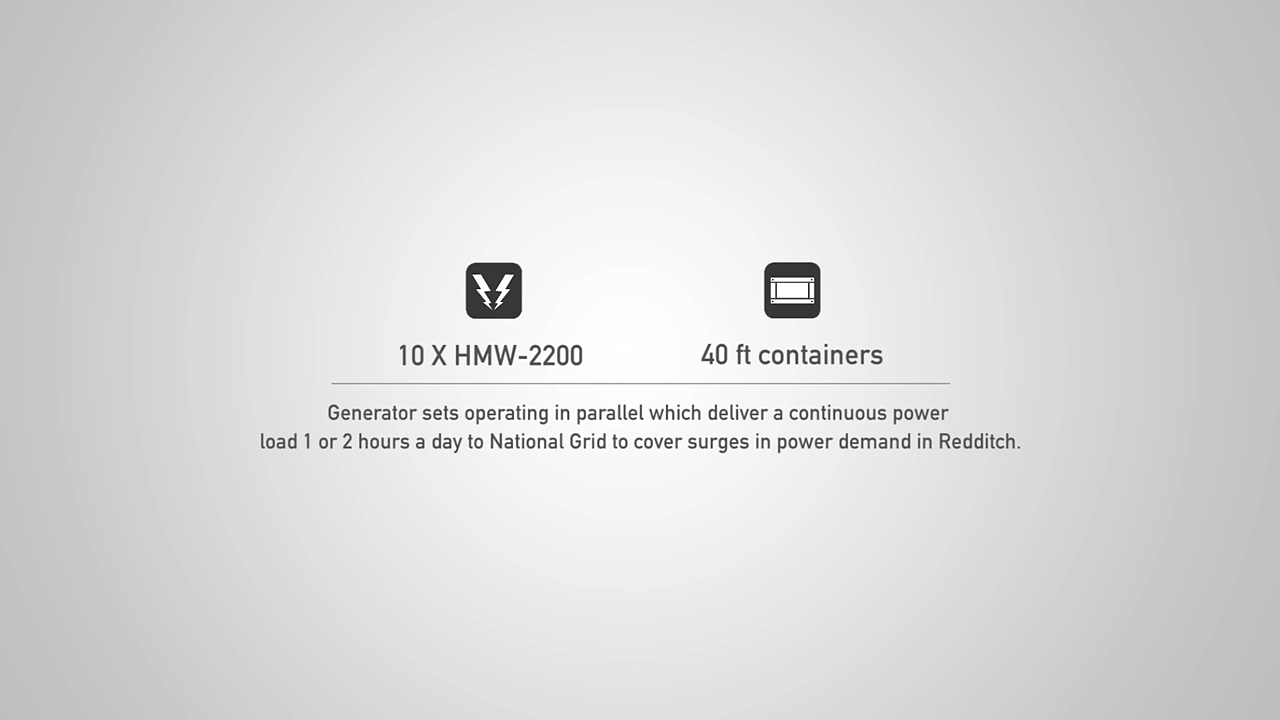 10 X HMW-2200
40 ft containers
Generator sets operating in parallel which deliver a continuous power
load 1 or 2 hours a day to National Grid to cover surges in power demand in Redditch.